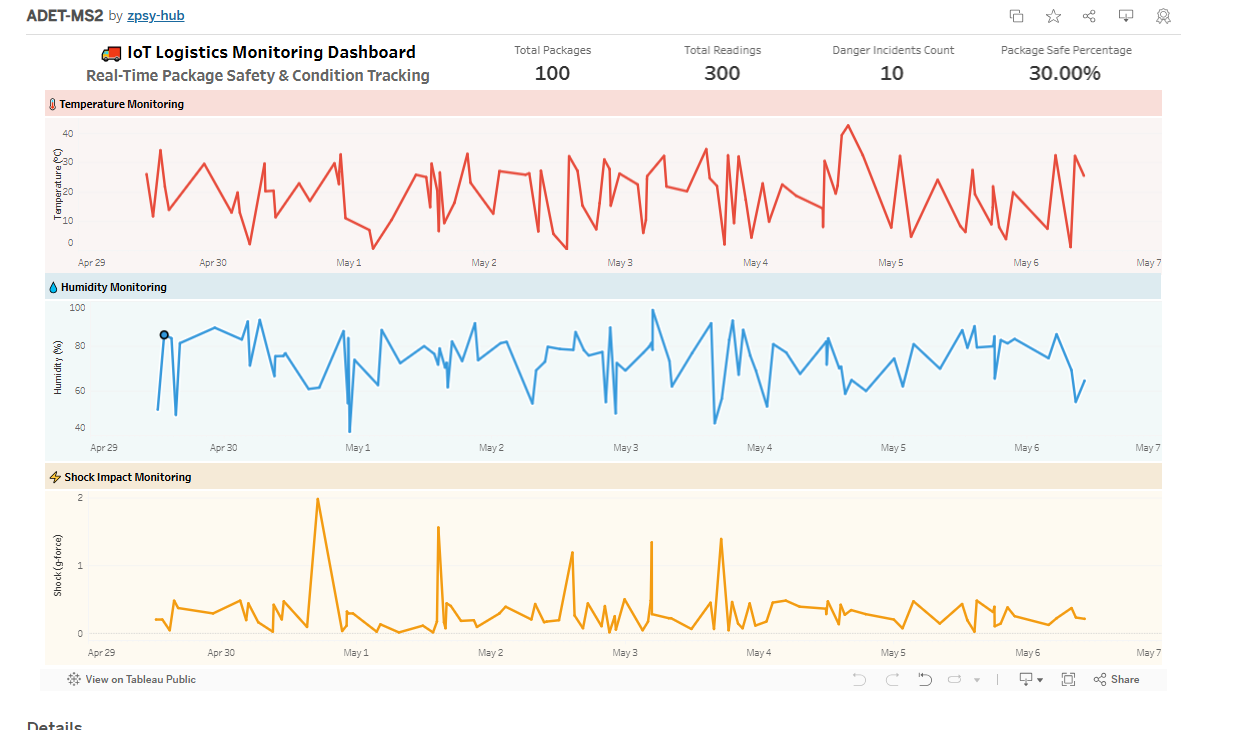 ADET-MS2 by zpsy-hub
IoT Logistics Monitoring Dashboard
Real-Time Package Safety & Condition Tracking
Total Packages
100
Total Readings
300
Danger Incidents Count
10
Package Safe Percentage
30.00%
Temperature Monitoring
Temperature (°C)
40
30
20
10
0
Apr 29 Apr 30 May 1 May 2 May 3 May 4 May 5 May 6 May 7
Humidity Monitoring
Humidity (%)
100
80
60
40
Apr 29 Apr 30 May 1 May 2 May 3 May 4 May 5 May 6 May 7
Shock Impact Monitoring
Shock (g-force)
2
1
0
Apr 29 Apr 30 May 1 May 2 May 3 May 4 May 5 May 6 May 7
View on Tableau Public
Share
Details